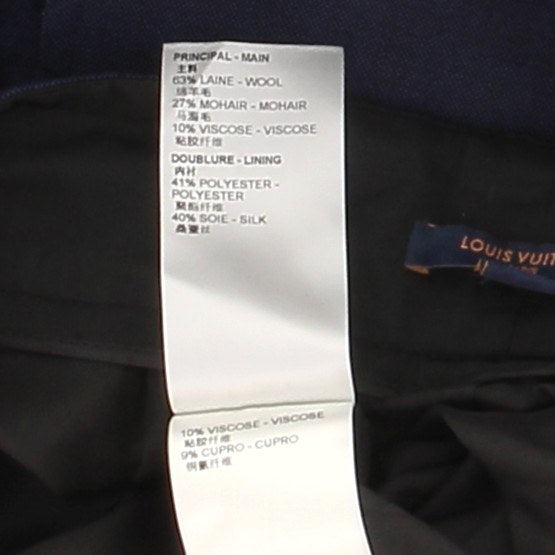 PRINCIPAL - MAIN
主料
63% LAINE - WOOL
绵羊毛
27% MOHAIR - MOHAIR
马海毛
10% VISCOSE - VISCOSE
粘胶纤维
DOUBLURE - LINING
内衬
41% POLYESTER -
POLYESTER
聚酯纤维
40% SOIE - SILK
桑蚕丝
LOUIS VUIT
10% VISCOSE - VISCOSE
粘胶纤维
9% CUPRO - CUPRO
铜氨纤维